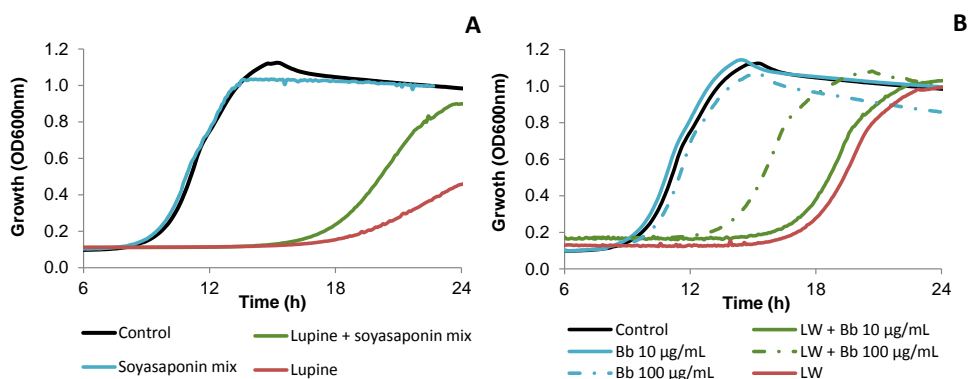 A
1.2
1.0
0.8
0.6
0.4
0.2
0.0
Growth (OD600nm)
6
12
18
24
Time (h)
Control
Lupine + soyasaponin mix
Soyasaponin mix
Lupine
B
1.2
1.0
0.8
0.6
0.4
0.2
0.0
Grwoth (OD600nm)
6
12
18
24
Time (h)
Control
LW + Bb 10 µg/mL
Bb 10 µg/mL
LW + Bb 100 µg/mL
Bb 100 µg/mL
LW